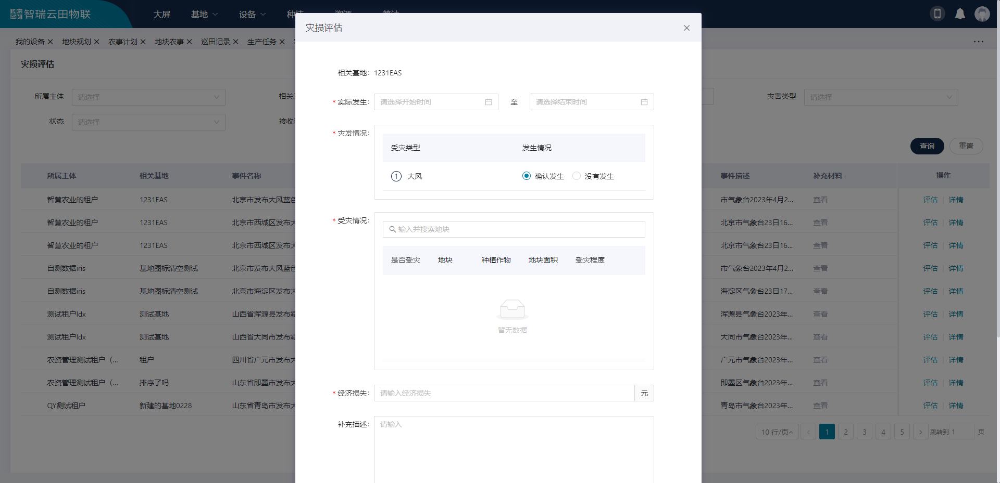 智瑞云田物联
大屏
基地
设备
种植
溯源
算法
我的设备
地块规划
农事计划
地块农事
巡田记录
生产任务
灾损评估
所属主体
请选择
灾害类型
请选择
状态
请选择
查询
重置
所属主体 相关基地 事件名称 事件描述 补充材料 操作
智慧农业的租户 1231EAS 北京市发布大风蓝色 市气象台2023年4月2... 查看 评估 详情
智慧农业的租户 1231EAS 北京市西城区发布大 北京市气象台23日16... 查看 评估 详情
智慧农业的租户 1231EAS 北京市西城区发布大 北京市气象台23日16... 查看 评估 详情
自测数据iris 基地图标清空测试 北京市发布大风蓝色 市气象台2023年4月2... 查看 评估 详情
自测数据iris 基地图标清空测试 北京市海淀区发布大 海淀区气象台23日17... 查看 评估 详情
测试租户ldx 测试基地 山西省浑源县发布霜 浑源县气象台2023年... 查看 评估 详情
测试租户ldx 测试基地 山西省大同市发布霜 大同市气象台2023年... 查看 评估 详情
农资管理测试租户（... 租户 四川省广元市发布大 广元市气象台2023年... 查看 评估 详情
农资管理测试租户（... 排序了吗 山东省即墨市发布大 即墨区气象台2023年... 查看 评估 详情
QY测试租户 新建的基地0228 山东省青岛市发布大 青岛市气象台2023年... 查看 评估 详情
10 行/页 1 2 3 4 5 跳转到 1 页
灾损评估
相关基地: 1231EAS
* 实际发生: 请选择开始时间 至 请选择结束时间
* 灾发情况:
受灾类型 发生情况
1 大风 确认发生 没有发生
* 受灾情况:
输入并搜索地块
是否受灾 地块 种植作物 地块面积 受灾程度
暂无数据
* 经济损失: 请输入经济损失 元
补充描述: 请输入